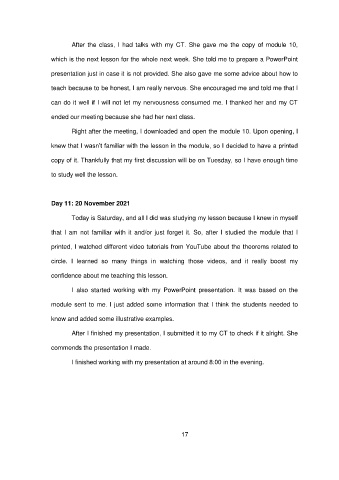 After the class, I had talks with my CT. She gave me the copy of module 10,
which is the next lesson for the whole next week. She told me to prepare a PowerPoint
presentation just in case it is not provided. She also gave me some advice about how to
teach because to be honest, I am really nervous. She encouraged me and told me that I
can do it well if I will not let my nervousness consumed me. I thanked her and my CT
ended our meeting because she had her next class.
Right after the meeting, I downloaded and open the module 10. Upon opening, I
knew that I wasn't familiar with the lesson in the module, so I decided to have a printed
copy of it. Thankfully that my first discussion will be on Tuesday, so I have enough time
to study well the lesson.
Day 11: 20 November 2021
Today is Saturday, and all I did was studying my lesson because I knew in myself
that I am not familiar with it and/or just forget it. So, after I studied the module that I
printed, I watched different video tutorials from YouTube about the theorems related to
circle. I learned so many things in watching those videos, and it really boost my
confidence about me teaching this lesson.
I also started working with my PowerPoint presentation. It was based on the
module sent to me. I just added some information that I think the students needed to
know and added some illustrative examples.
After I finished my presentation, I submitted it to my CT to check if it alright. She
commends the presentation I made.
I finished working with my presentation at around 8:00 in the evening.
17